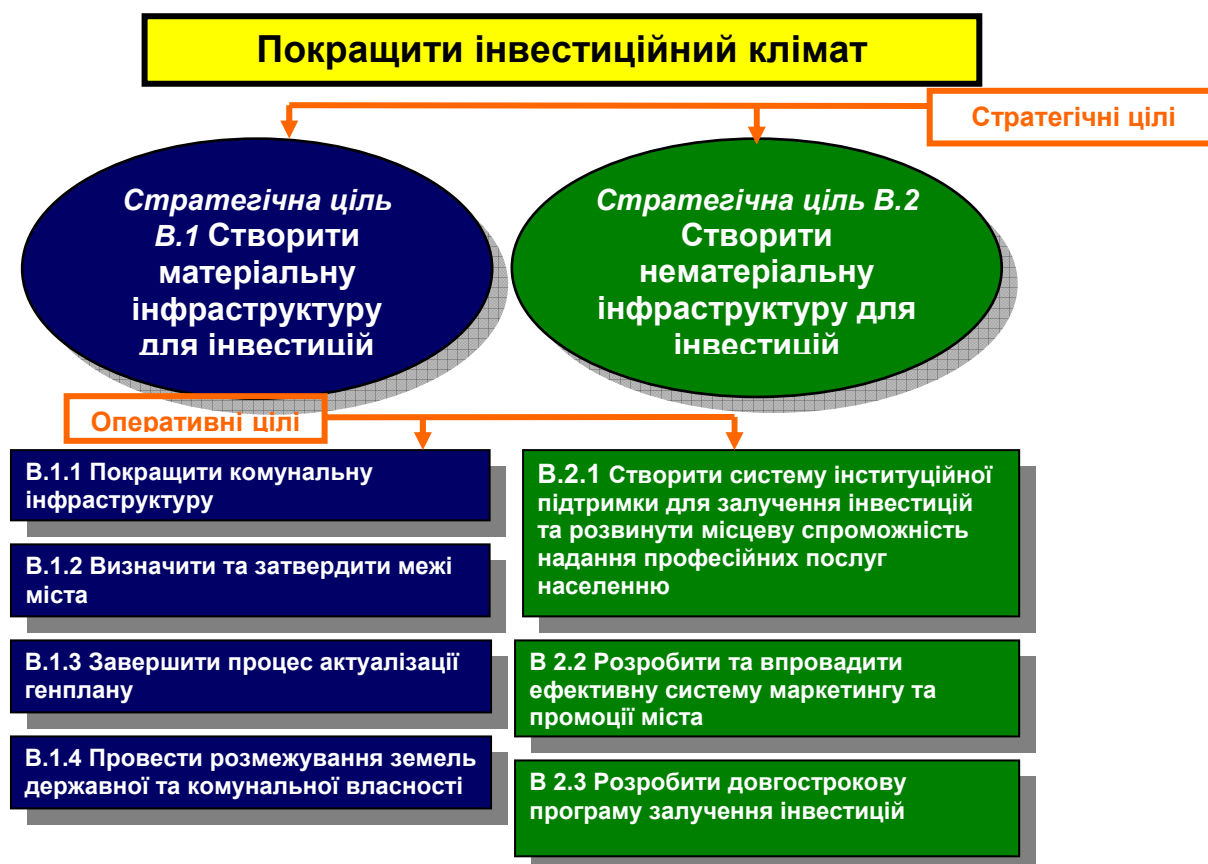 Покращити інвестиційний клімат
Стратегічні цілі
Стратегічна ціль
В.1 Створити
матеріальну
інфраструктуру
для інвестицій
Стратегічна ціль В.2
Створити
нематеріальну
інфраструктуру для
інвестицій
Оперативні цілі
В.1.1 Покращити комунальну
інфраструктуру
В.1.2 Визначити та затвердити межі
міста
В.1.3 Завершити процес актуалізації
генплану
В.1.4 Провести розмежування земель
державної та комунальної власності
В.2.1 Створити систему інституційної
підтримки для залучення інвестицій
та розвинути місцеву спроможність
надання професійних послуг
населенню
В 2.2 Розробити та впровадити
ефективну систему маркетингу та
промоції міста
В 2.3 Розробити довгострокову
програму залучення інвестицій